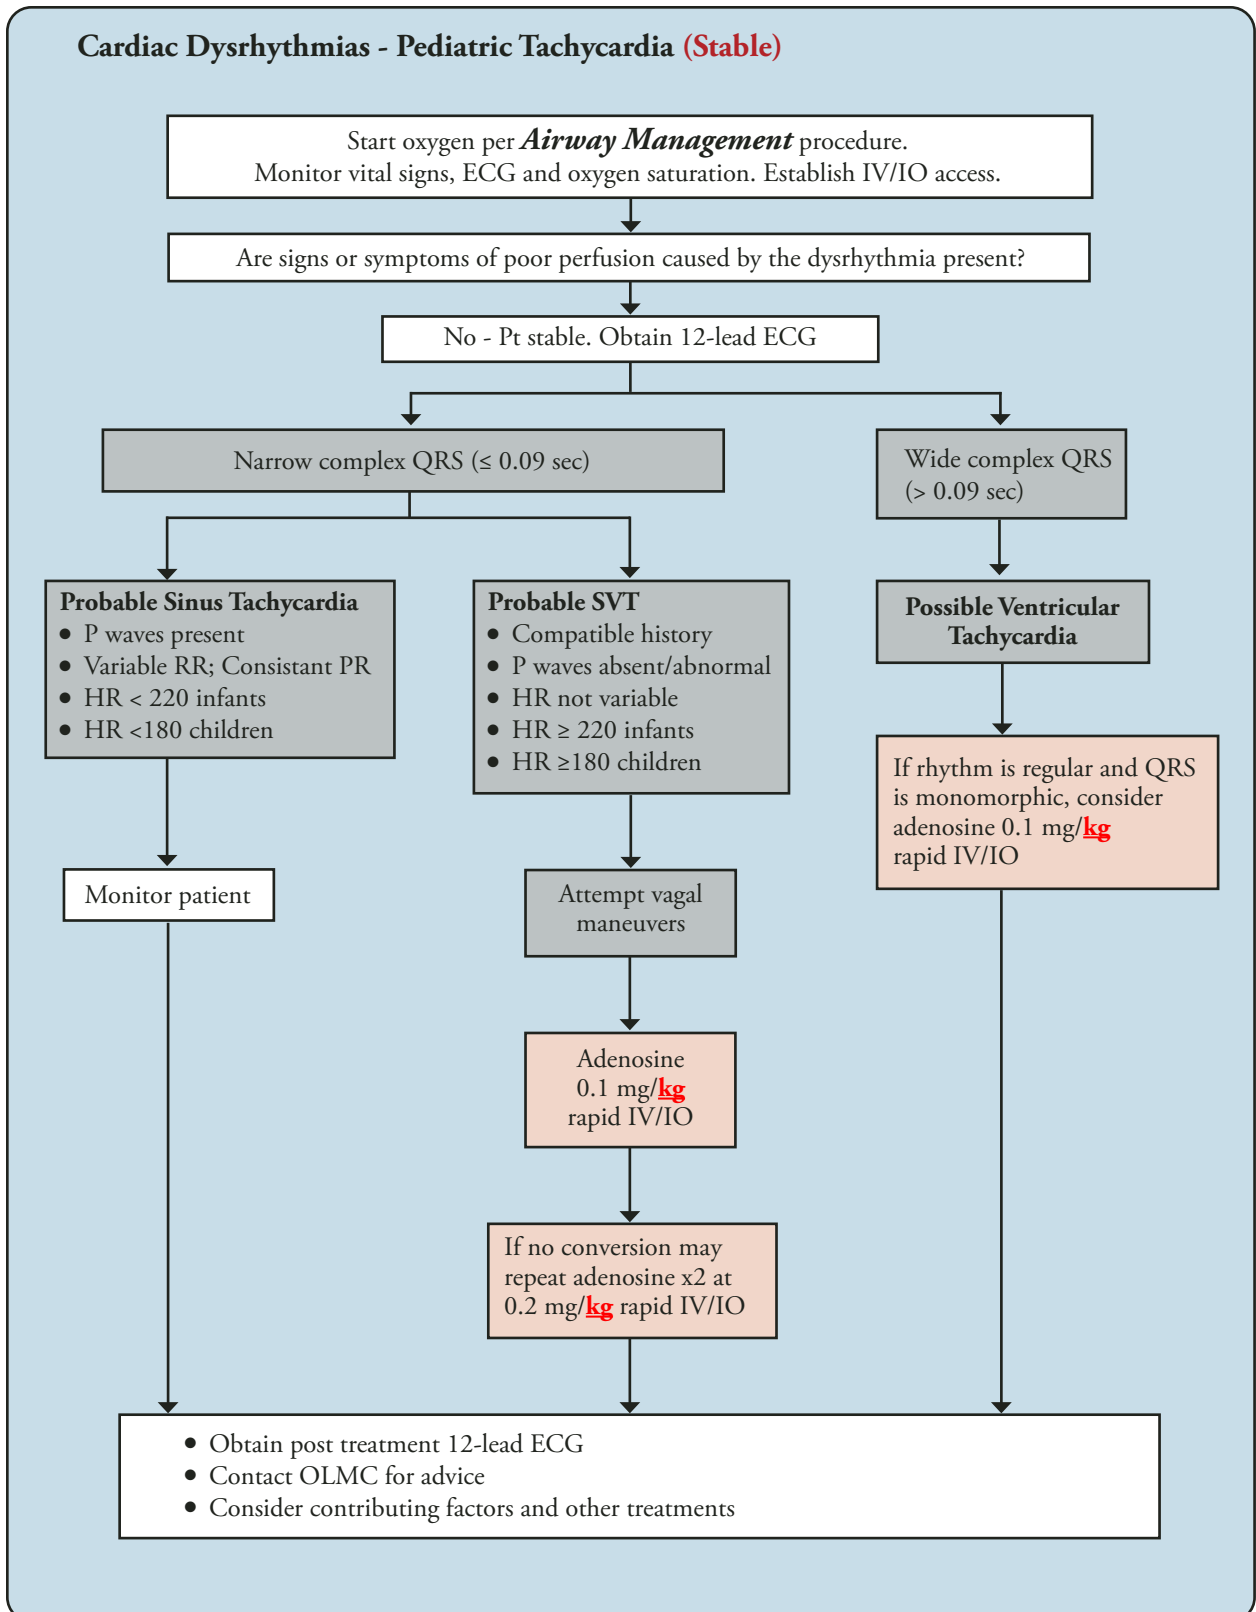 Cardiac Dysrhythmias - Pediatric Tachycardia (Stable)
Start oxygen per Airway Management procedure.
Monitor vital signs, ECG and oxygen saturation. Establish IV/IO access.
Are signs or symptoms of poor perfusion caused by the dysrhythmia present?
No - Pt stable. Obtain 12-lead ECG
Narrow complex QRS (≤ 0.09 sec)
Wide complex QRS
(> 0.09 sec)
Probable Sinus Tachycardia
• P waves present
• Variable RR; Consistant PR
• HR < 220 infants
• HR <180 children
Probable SVT
• Compatible history
• P waves absent/abnormal
• HR not variable
• HR ≥ 220 infants
• HR ≥180 children
Possible Ventricular
Tachycardia
If rhythm is regular and QRS
is monomorphic, consider
adenosine 0.1 mg/kg
rapid IV/IO
Monitor patient
Attempt vagal
maneuvers
Adenosine
0.1 mg/kg
rapid IV/IO
If no conversion may
repeat adenosine x2 at
0.2 mg/kg rapid IV/IO
• Obtain post treatment 12-lead ECG
• Contact OLMC for advice
• Consider contributing factors and other treatments